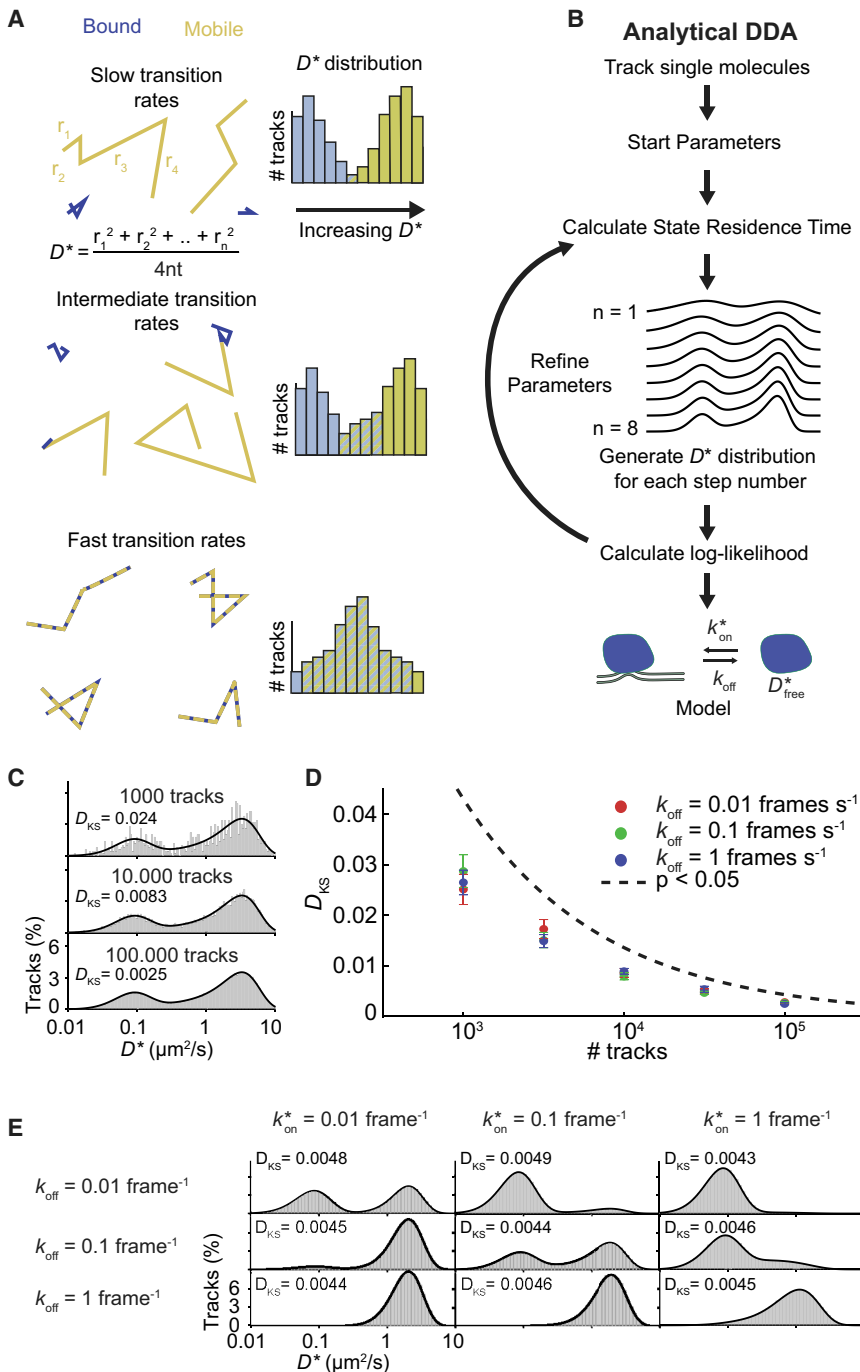 A
Bound
Mobile
Slow transition
rates
r1
r2
r3
r4
D* = r1² + r2² + .. + rn²
4nt
D* distribution
# tracks
Increasing D*
Intermediate transition
rates
# tracks
Fast transition rates
# tracks
B
Analytical DDA
Track single molecules
Start Parameters
Calculate State Residence Time
n = 1
Refine
Parameters
n = 8
Generate D* distribution
for each step number
Calculate log-likelihood
k*on
koff
D*free
Model
C
1000 tracks
DKS = 0.024
10.000 tracks
DKS = 0.0083
100.000 tracks
DKS = 0.0025
Tracks (%)
6
3
0
0.01
0.1
1
10
D* (µm²/s)
D
DKS
0.04
0.03
0.02
0.01
0
10³
10⁴
10⁵
# tracks
koff = 0.01 frames s⁻¹
koff = 0.1 frames s⁻¹
koff = 1 frames s⁻¹
p < 0.05
E
k*on = 0.01 frame⁻¹
k*on = 0.1 frame⁻¹
k*on = 1 frame⁻¹
koff = 0.01 frame⁻¹
DKS = 0.0048
DKS = 0.0049
DKS = 0.0043
koff = 0.1 frame⁻¹
DKS = 0.0045
DKS = 0.0044
DKS = 0.0046
koff = 1 frame⁻¹
DKS = 0.0044
DKS = 0.0046
DKS = 0.0045
Tracks (%)
6
3
0
0.01
0.1
1
10
D* (µm²/s)